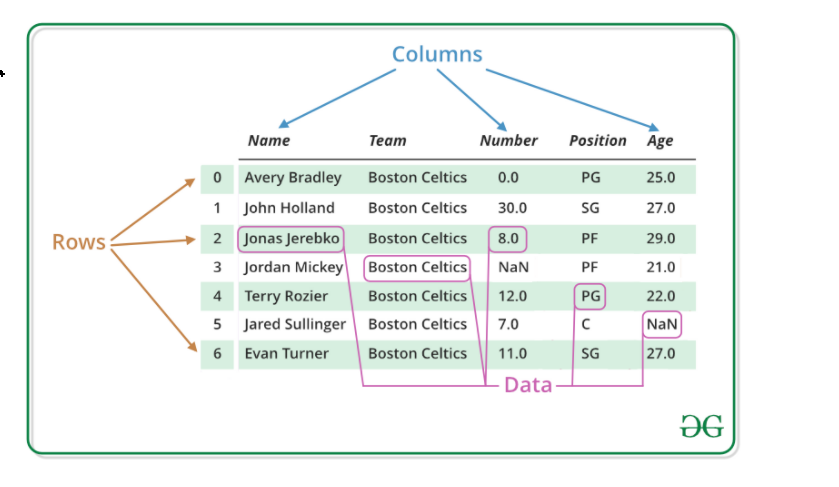 Columns
Name Team Number Position Age
0 Avery Bradley Boston Celtics 0.0 PG 25.0
1 John Holland Boston Celtics 30.0 SG 27.0
Rows
2 Jonas Jerebko Boston Celtics 8.0 PF 29.0
3 Jordan Mickey Boston Celtics NaN PF 21.0
4 Terry Rozier Boston Celtics 12.0 PG 22.0
5 Jared Sullinger Boston Celtics 7.0 C NaN
6 Evan Turner Boston Celtics 11.0 SG 27.0
Data